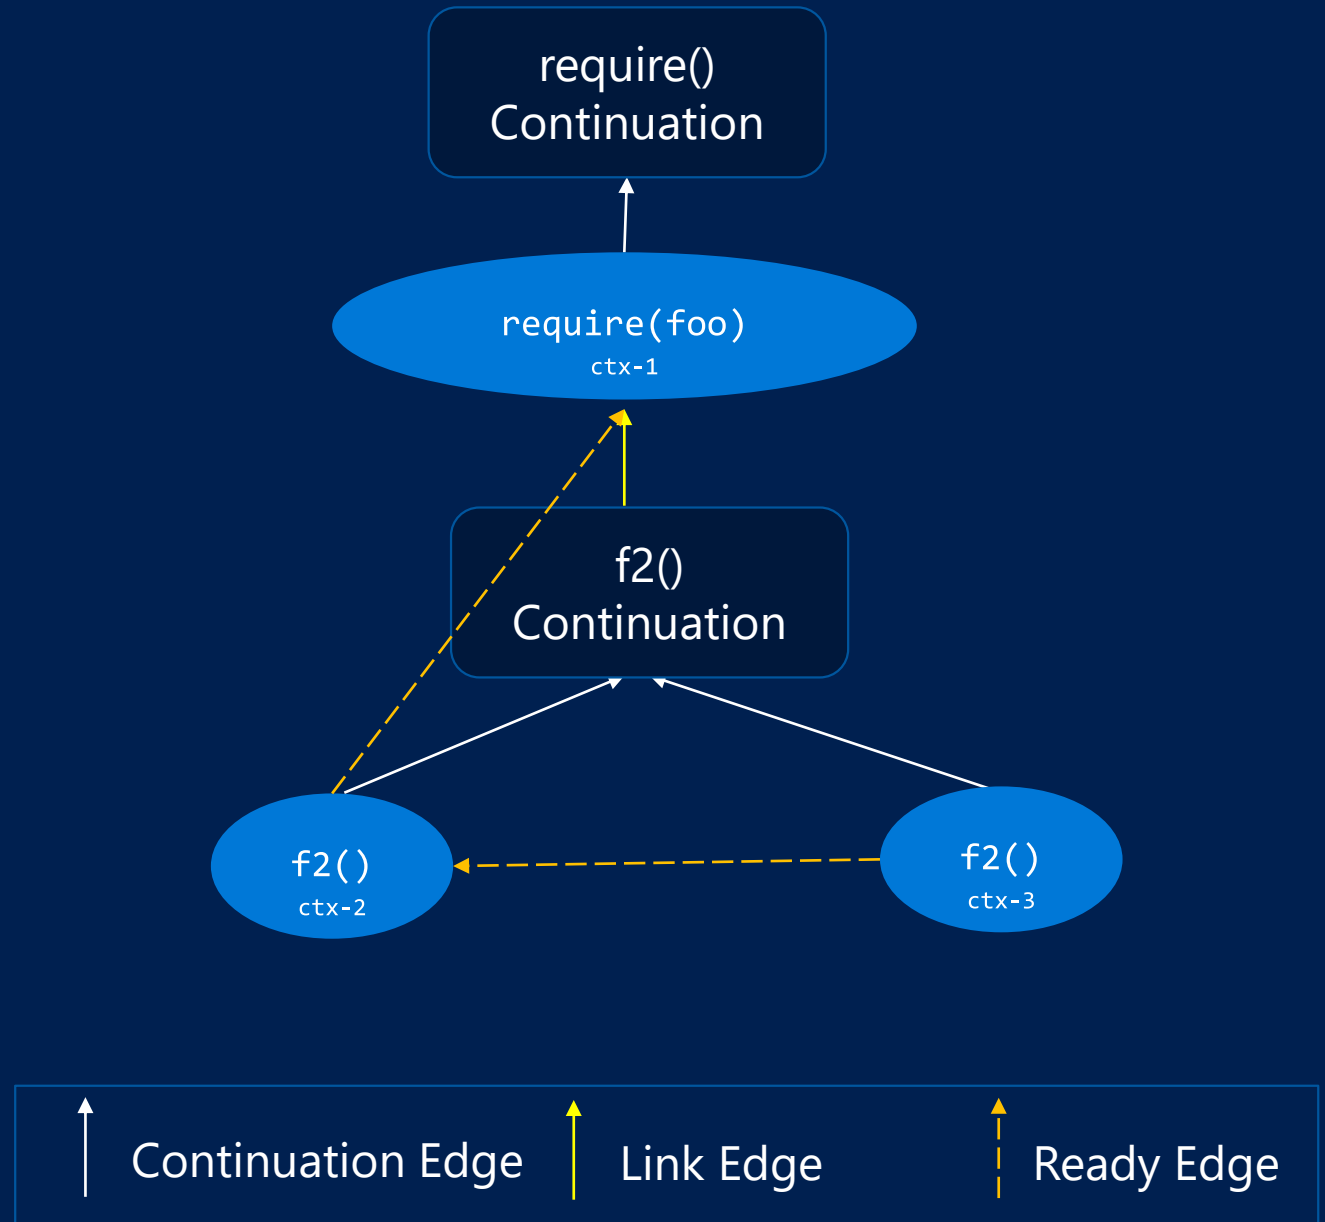 require()
Continuation
require(foo)
ctx-1
f2()
Continuation
f2()
ctx-2
f2()
ctx-3
Continuation Edge
Link Edge
Ready Edge